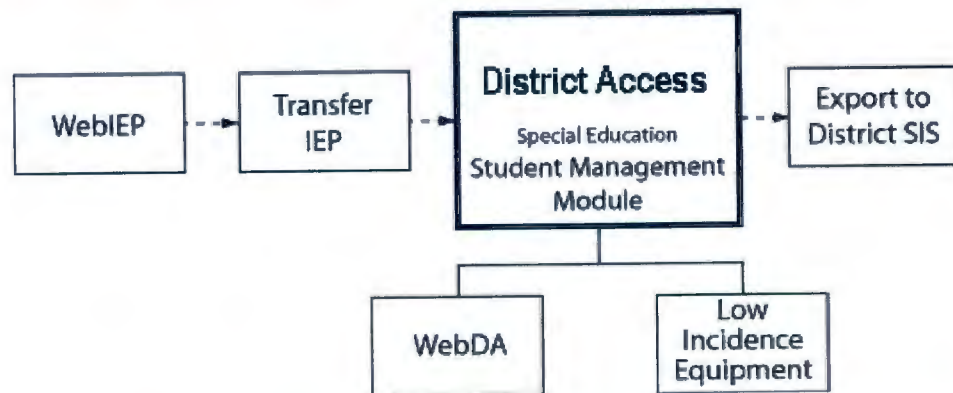 WebIEP
Transfer
IEP
District Access
Special Education
Student Management
Module
Export to
District SIS
WebDA
Low
Incidence
Equipment